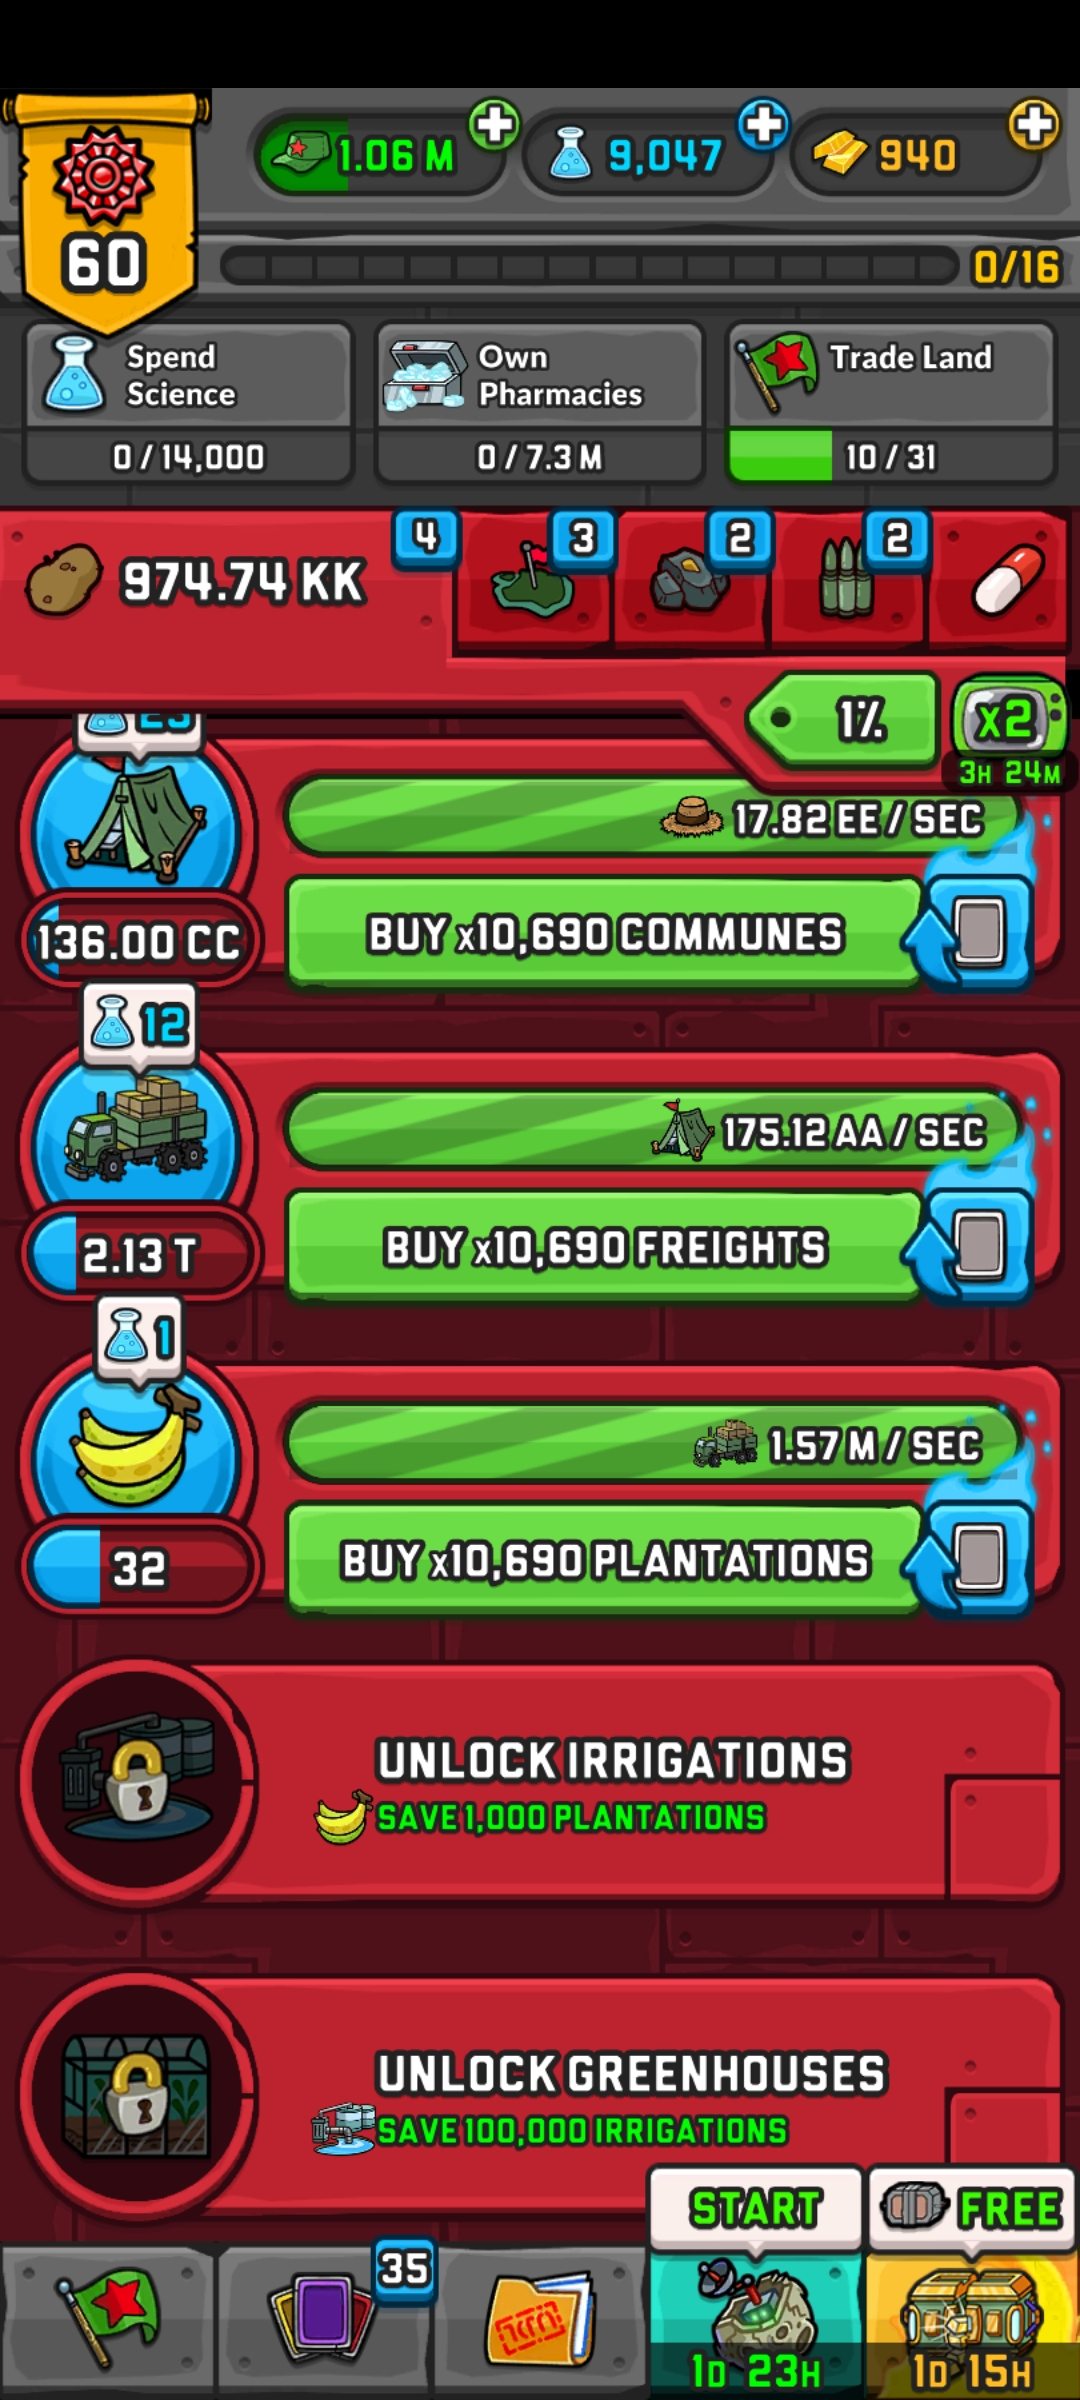 1.06 M
9,047
940
60
0/16
Spend
Science
0 / 14,000
Own
Pharmacies
0 / 7.3 M
Trade Land
10 / 31
974.74 KK
4
3
2
2
1%
x2
3H 24M
17.82 EE / SEC
BUY x10,690 COMMUNES
136.00 CC
12
175.12 AA / SEC
BUY x10,690 FREIGHTS
2.13 T
1
1.57 M / SEC
BUY x10,690 PLANTATIONS
32
UNLOCK IRRIGATIONS
SAVE 1,000 PLANTATIONS
UNLOCK GREENHOUSES
SAVE 100,000 IRRIGATIONS
START
FREE
35
1D 23H
1D 15H